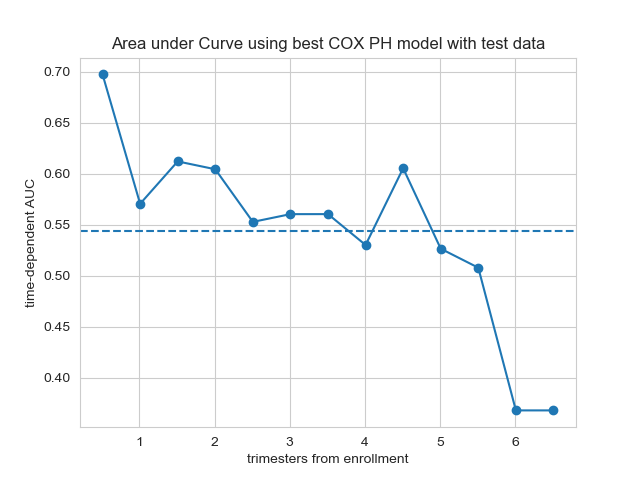 Area under Curve using best COX PH model with test data
0.70
0.65
0.60
0.55
0.50
0.45
0.40
time-dependent AUC
1 2 3 4 5 6
trimesters from enrollment